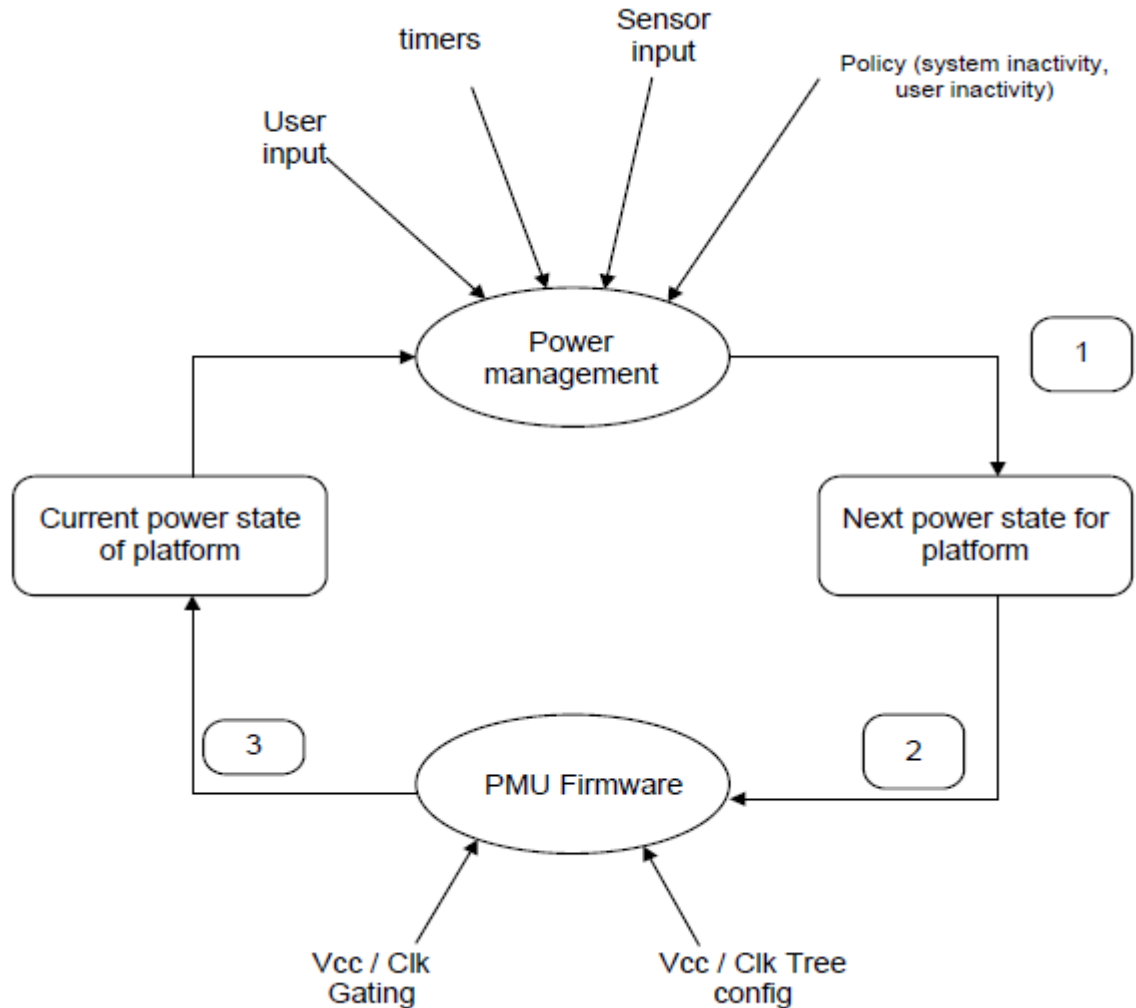 timers
Sensor
input
Policy (system inactivity,
user inactivity)
User
input
Power
management
1
Current power state
of platform
Next power state for
platform
3
2
PMU Firmware
Vcc / Clk
Gating
Vcc / Clk Tree
config